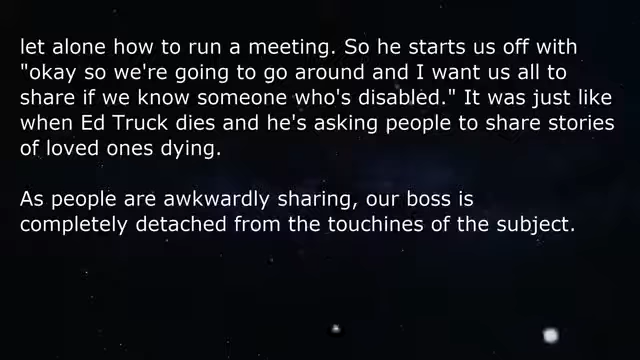 let alone how to run a meeting. So he starts us off with
"okay so we're going to go around and I want us all to
share if we know someone who's disabled." It was just like
when Ed Truck dies and he's asking people to share stories
of loved ones dying.
As people are awkwardly sharing, our boss is
completely detached from the touchines of the subject.